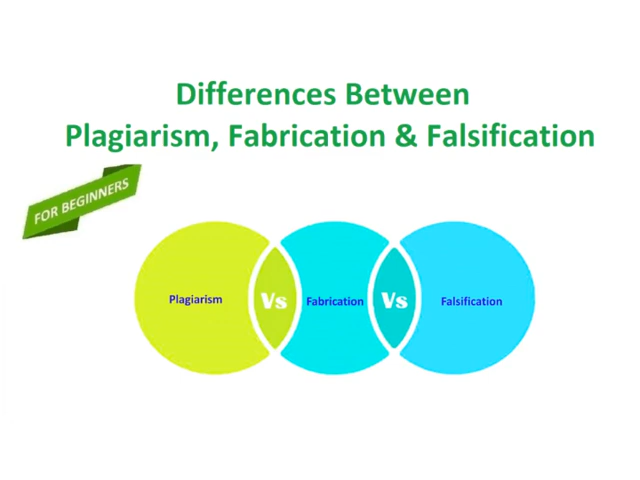 Differences Between
Plagiarism, Fabrication & Falsification
FOR BEGINNERS
Plagiarism Vs Fabrication Vs Falsification